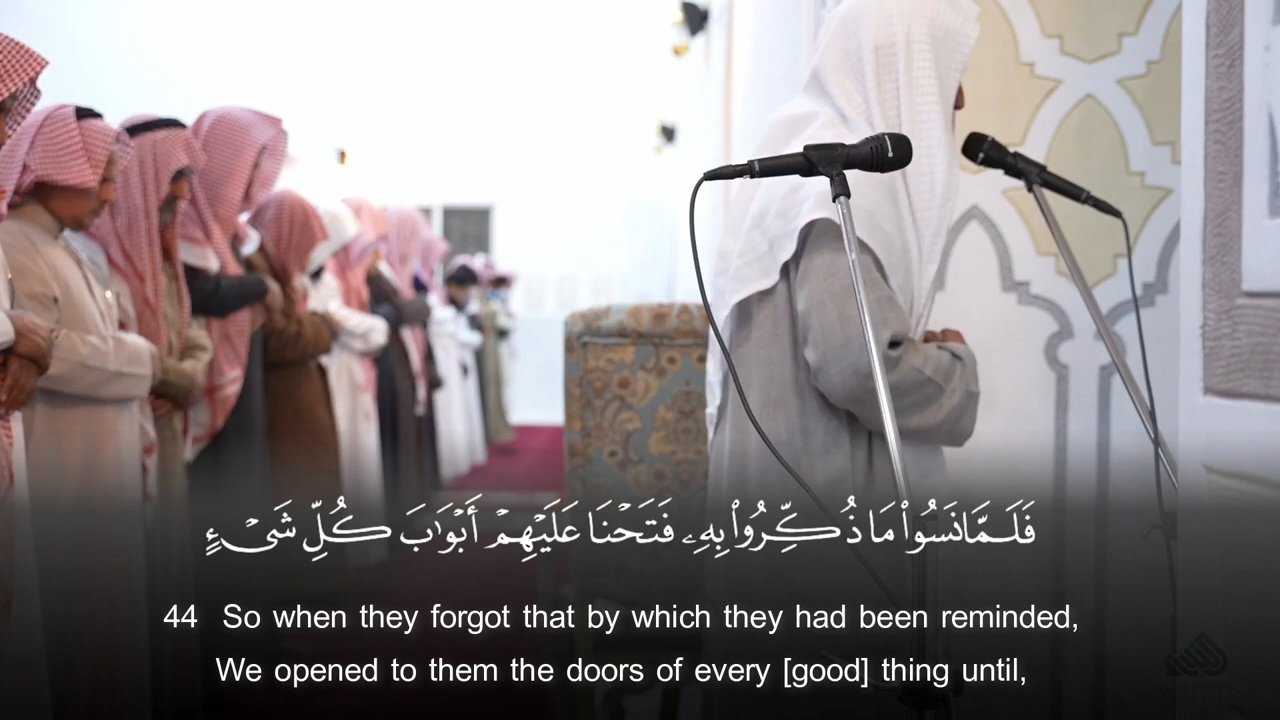 فَلَمَّا نَسُوا۟ مَا ذُكِّرُوا۟ بِهِۦ فَتَحْنَا عَلَيْهِمْ أَبْوَٰبَ كُلِّ شَىْءٍ
44 So when they forgot that by which they had been reminded,
We opened to them the doors of every [good] thing until,